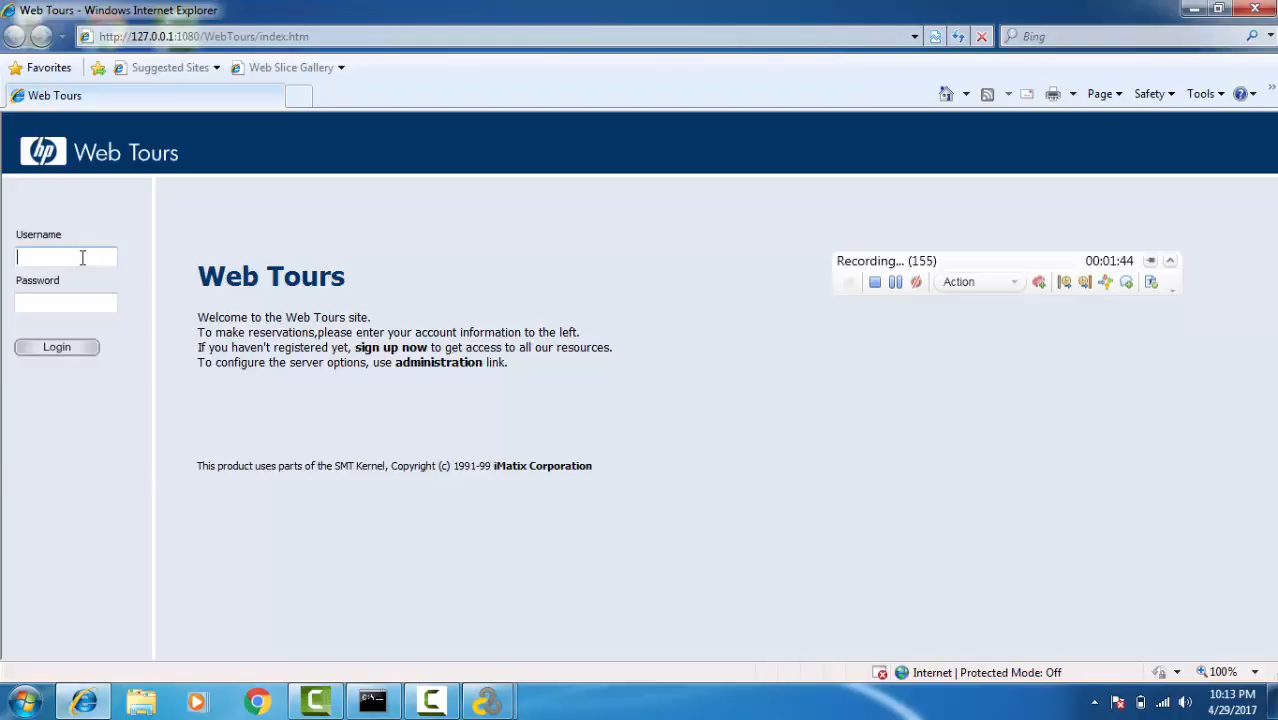 Web Tours - Windows Internet Explorer
http://127.0.0.1:1080/WebTours/index.htm
Bing
Favorites
Suggested Sites
Web Slice Gallery
Web Tours
Page
Safety
Tools
hp
Web Tours
Username
Password
Login
Web Tours
Welcome to the Web Tours site.
To make reservations,please enter your account information to the left.
If you haven't registered yet, sign up now to get access to all our resources.
To configure the server options, use administration link.
This product uses parts of the SMT Kernel, Copyright (c) 1991-99 iMatix Corporation
Recording... (155)
00:01:44
Action
Internet | Protected Mode: Off
100%
10:13 PM
4/29/2017